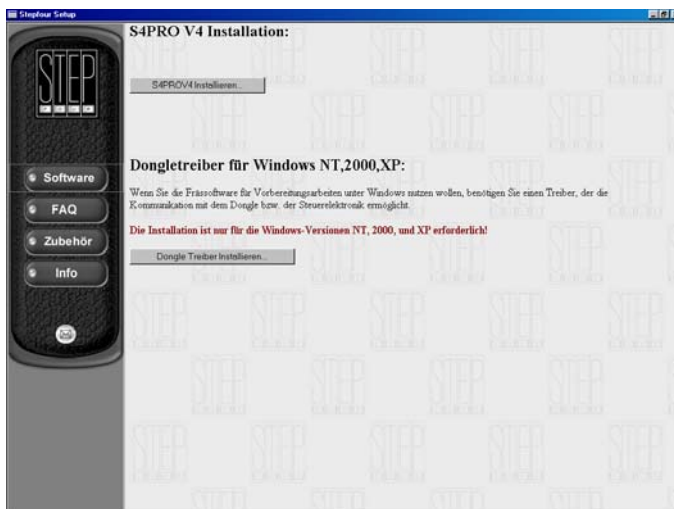 Stepfour Setup
STEP
S4PRO V4 Installation:
S4PROV4 Installieren...
Software
FAQ
Zubehör
Info
Dongletreiber für Windows NT,2000,XP:
Wenn Sie die Frässoftware für Vorbereitungsarbeiten unter Windows nutzen wollen, benötigen Sie einen Treiber, der die
Kommunikation mit dem Dongle bzw. der Steuerelektronik ermöglicht.
Die Installation ist nur für die Windows-Versionen NT, 2000, und XP erforderlich!
Dongle Treiber Installieren...